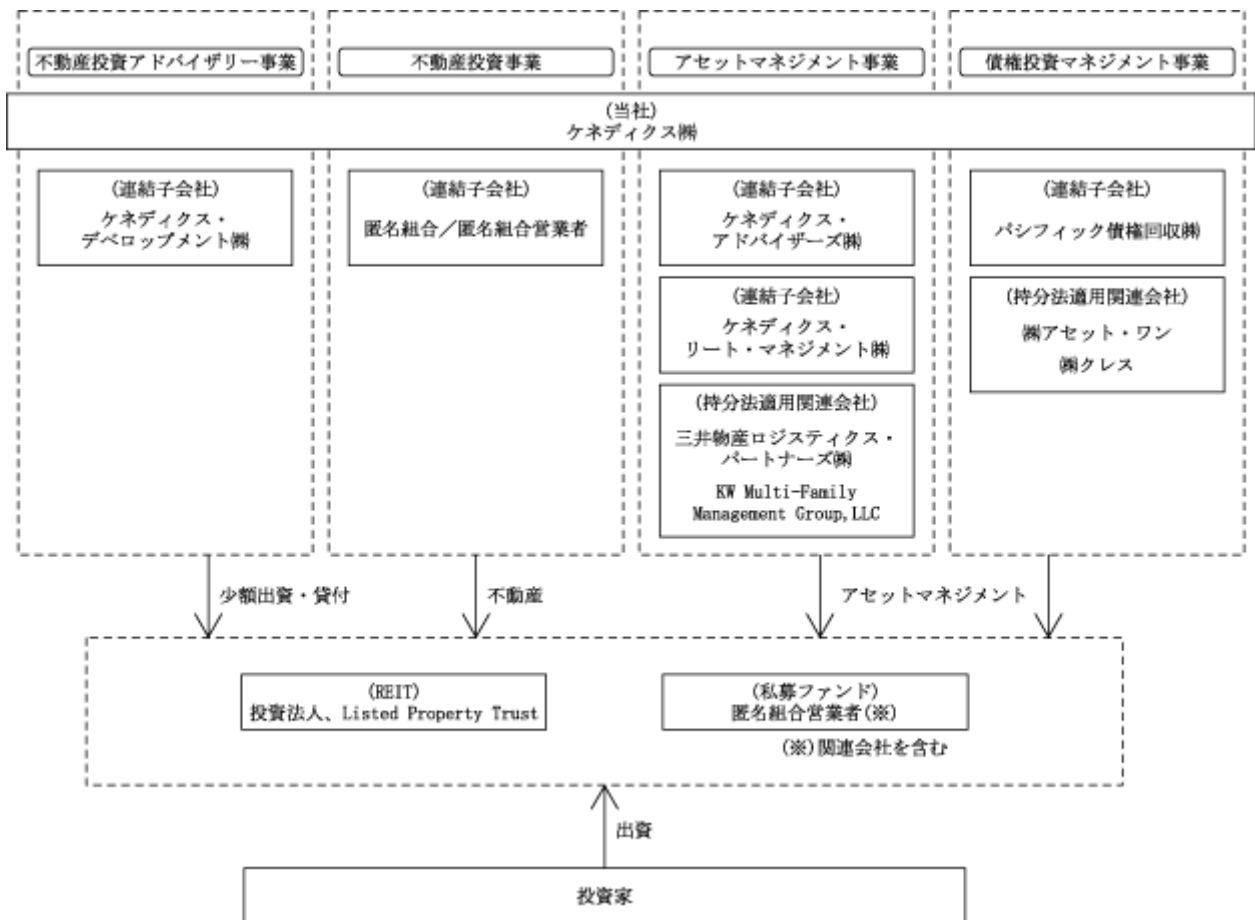 不動産投資アドバイザリー事業
不動産投資事業
アセットマネジメント事業
債権投資マネジメント事業
(当社)
ケネディクス㈱
(連結子会社)
ケネディクス・
デベロップメント㈱
(連結子会社)
匿名組合／匿名組合営業者
(連結子会社)
ケネディクス・
アドバイザーズ㈱
(連結子会社)
ケネディクス・
リート・マネジメント㈱
(持分法適用関連会社)
三井物産ロジスティクス・
パートナーズ㈱
KW Multi-Family
Management Group,LLC
(連結子会社)
パシフィック債権回収㈱
(持分法適用関連会社)
㈱アセット・ワン
㈱クレス
少額出資・貸付
不動産
アセットマネジメント
(REIT)
投資法人、Listed Property Trust
(私募ファンド)
匿名組合営業者(※)
(※)関連会社を含む
出資
投資家